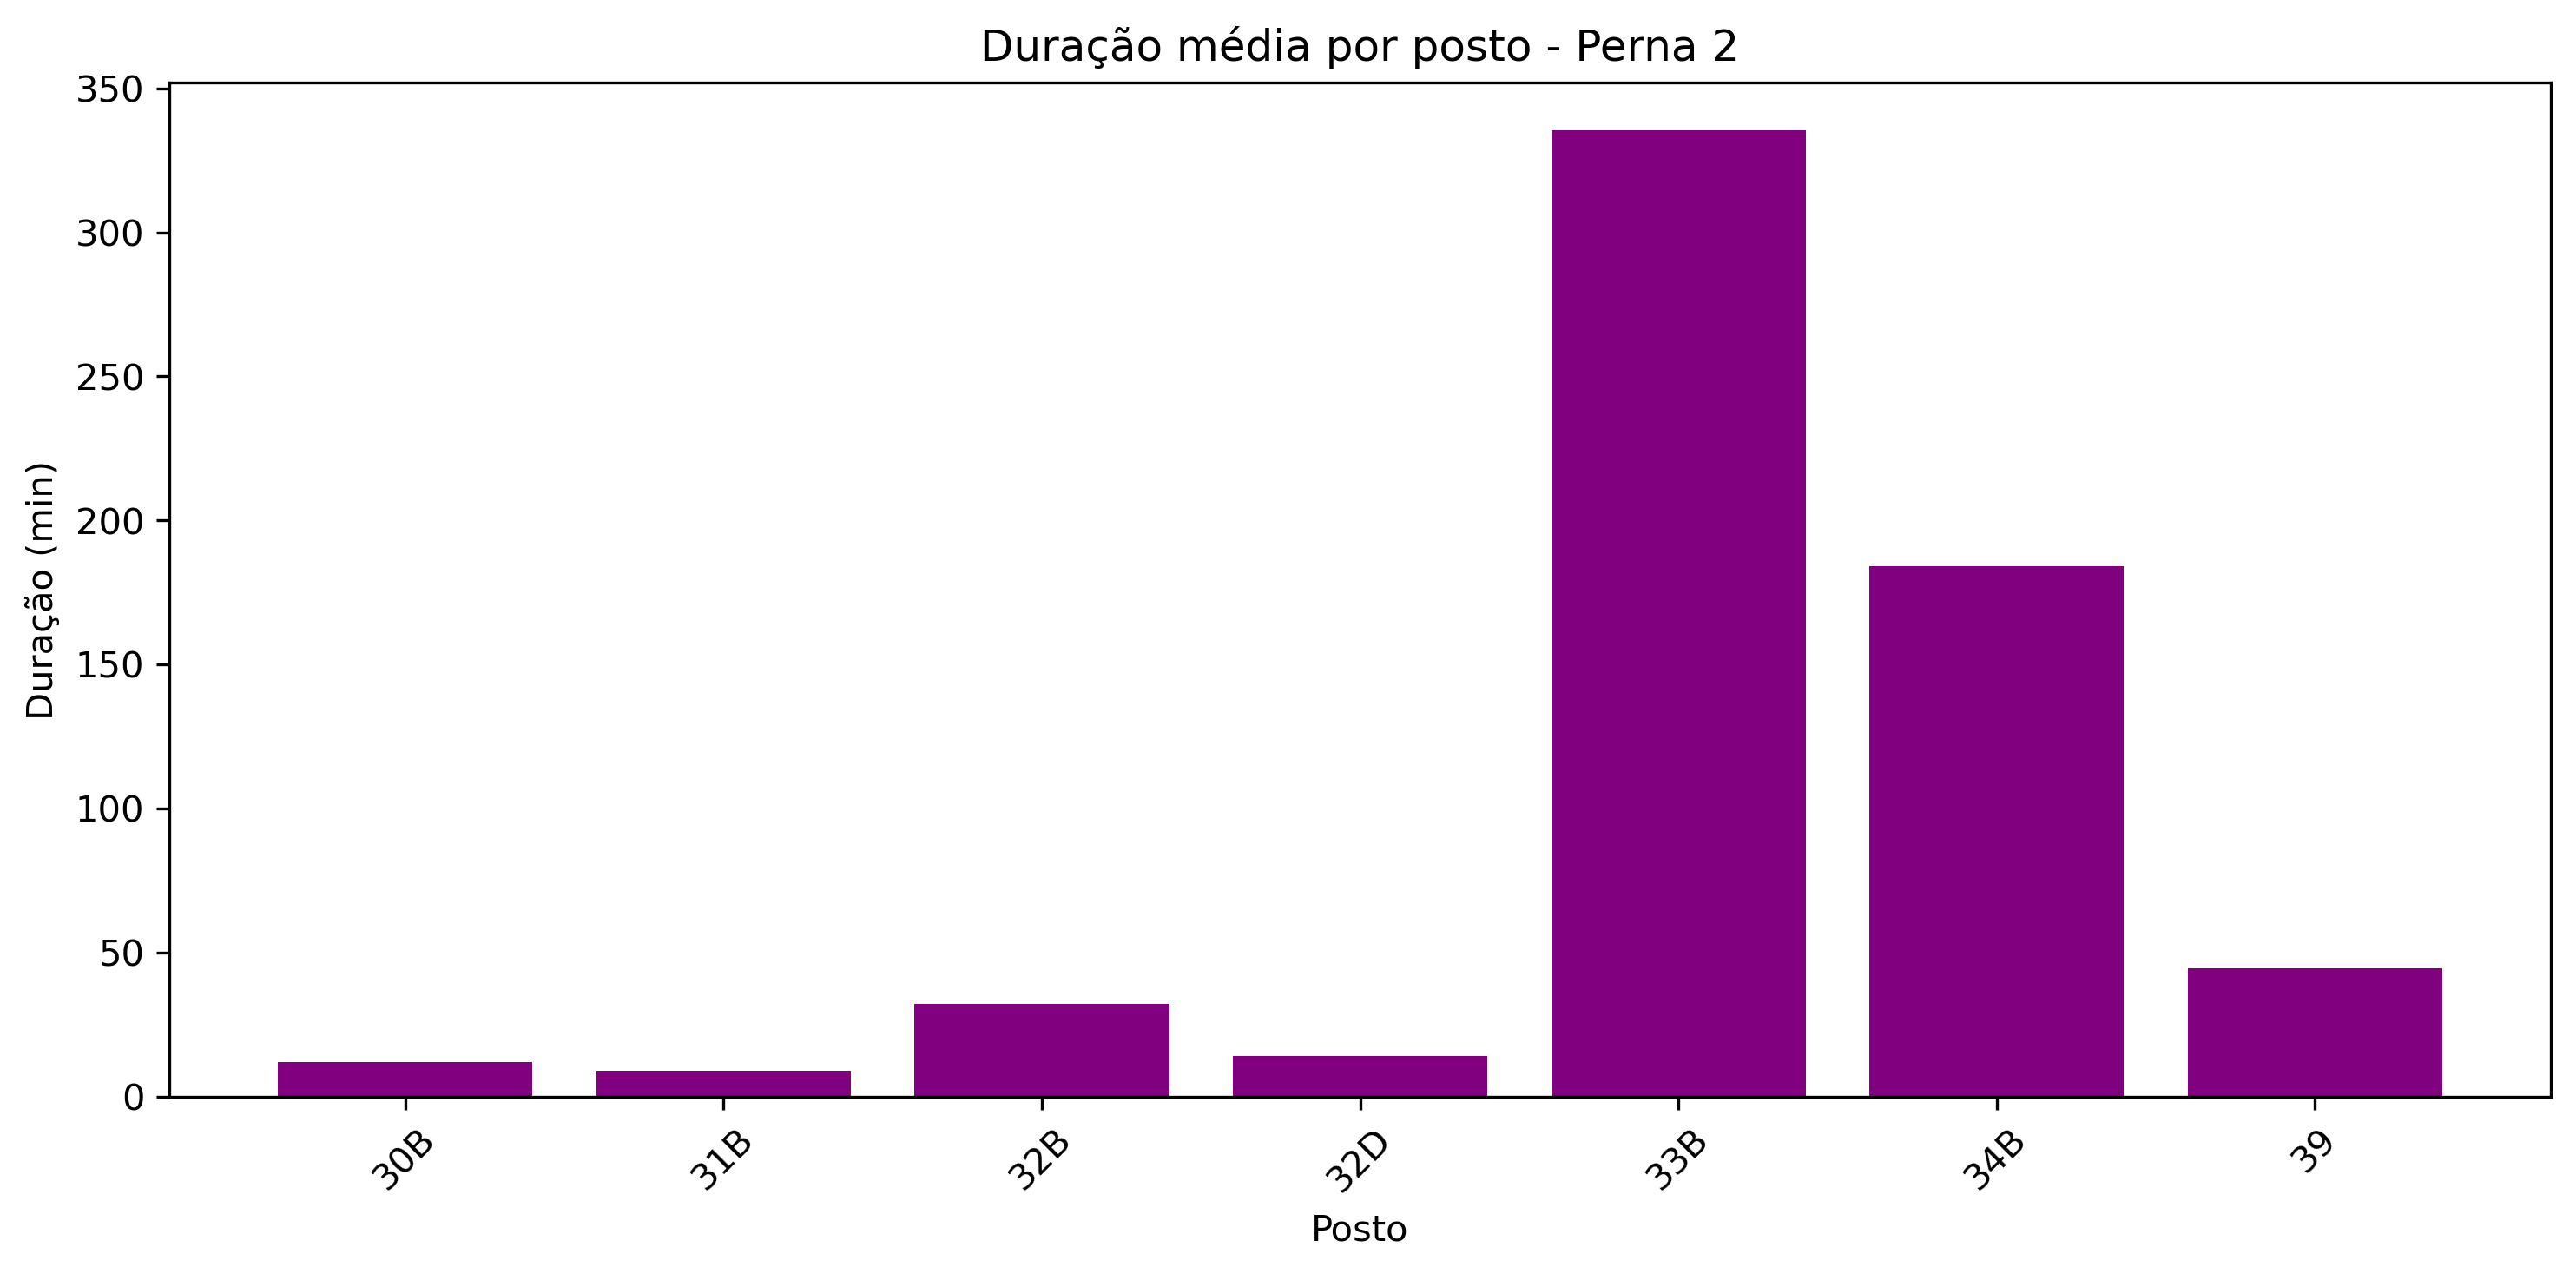 Duração média por posto - Perna 2
Duração (min)
350
300
250
200
150
100
50
0
30B
31B
32B
32D
33B
34B
39
Posto